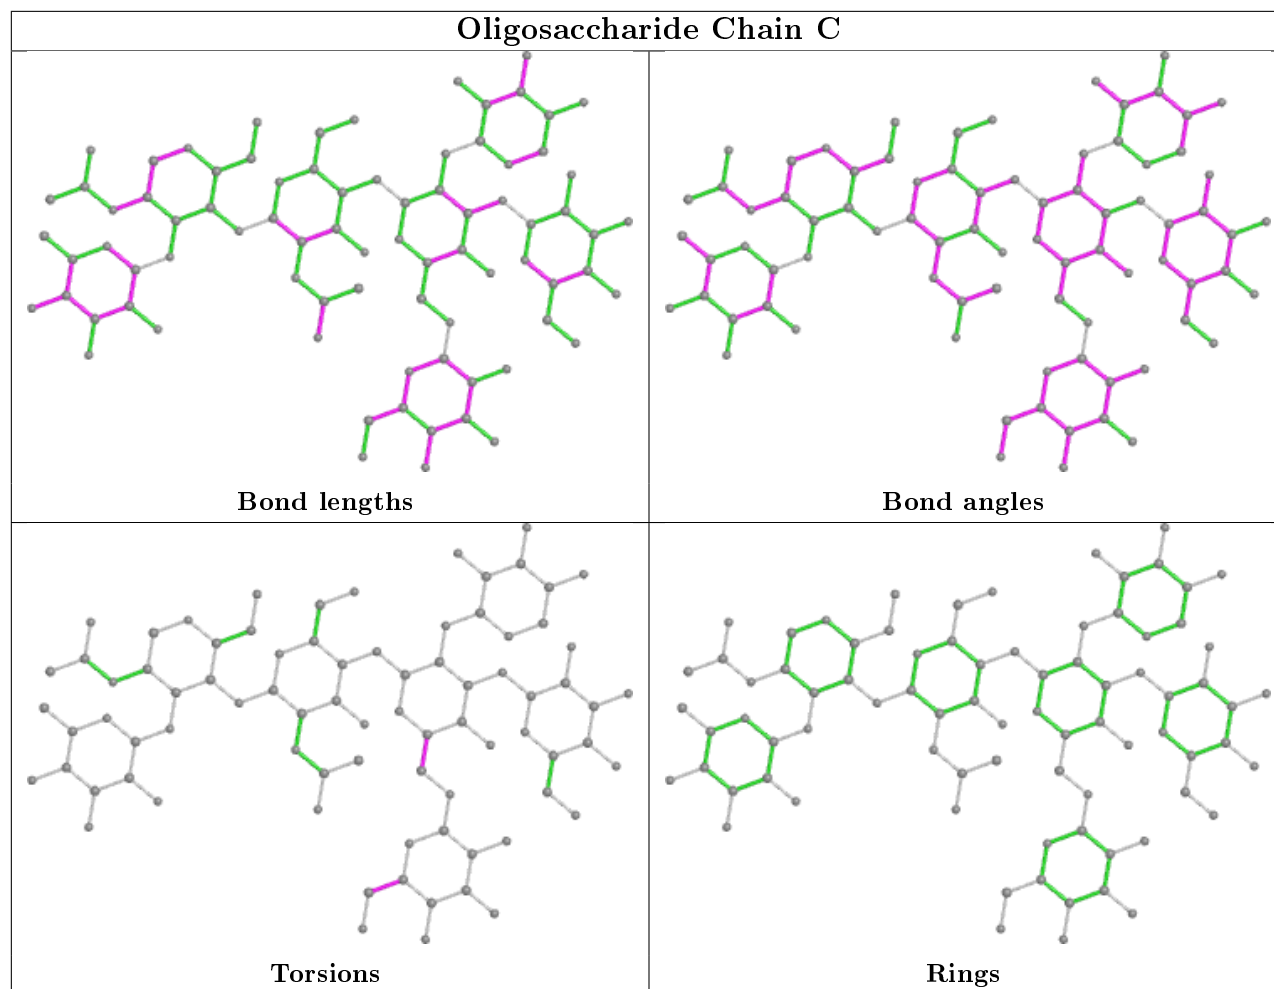 Oligosaccharide Chain C
Bond lengths
Bond angles
Torsions
Rings